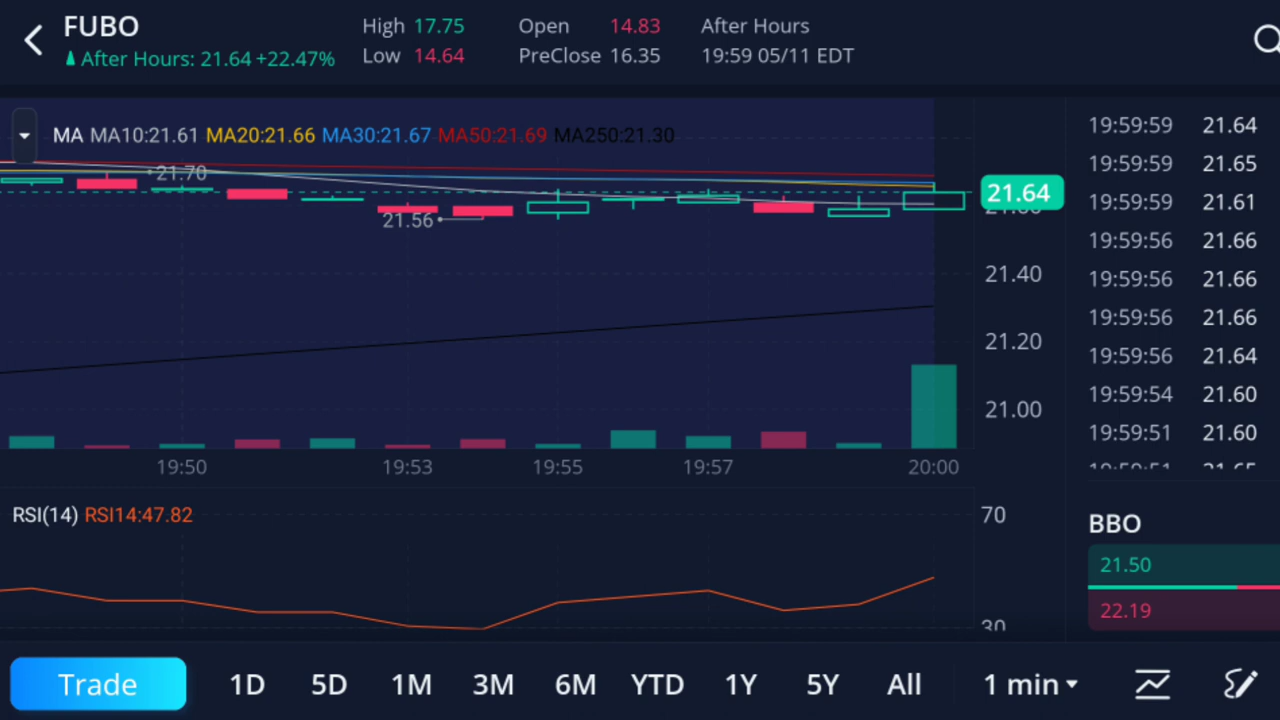 FUBO
After Hours: 21.64 +22.47%
High 17.75
Low 14.64
Open 14.83
PreClose 16.35
After Hours
19:59 05/11 EDT
MA MA10:21.61 MA20:21.66 MA30:21.67 MA50:21.69 MA250:21.30
21.70
21.56
21.64
21.40
21.20
21.00
19:50 19:53 19:55 19:57 20:00
RSI(14) RSI14:47.82
70
30
19:59:59 21.64
19:59:59 21.65
19:59:59 21.61
19:59:56 21.66
19:59:56 21.66
19:59:56 21.66
19:59:56 21.64
19:59:54 21.60
19:59:51 21.60
19:59:51 21.65
BBO
21.50
22.19
Trade 1D 5D 1M 3M 6M YTD 1Y 5Y All 1 min